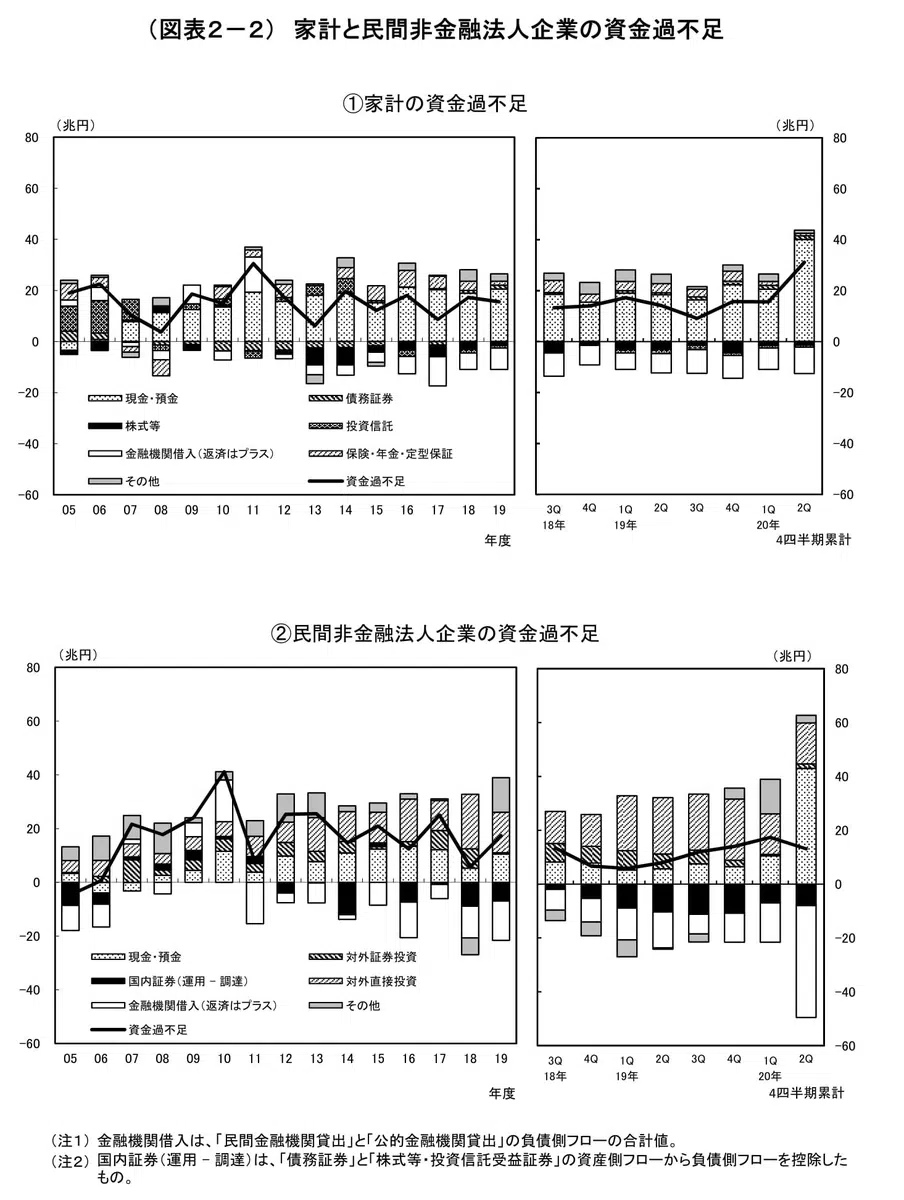 （図表２－２） 家計と民間非金融法人企業の資金過不足
①家計の資金過不足
（兆円）
（兆円）
80
60
40
20
0
-20
-40
-60
80
60
40
20
0
-20
-40
-60
現金・預金
債務証券
株式等
投資信託
金融機関借入（返済はプラス）
保険・年金・定型保証
その他
資金過不足
05 06 07 08 09 10 11 12 13 14 15 16 17 18 19
3Q 4Q 1Q 2Q 3Q 4Q 1Q 2Q
18年 19年 20年
年度
4四半期累計
②民間非金融法人企業の資金過不足
（兆円）
（兆円）
80
60
40
20
0
-20
-40
-60
80
60
40
20
0
-20
-40
-60
現金・預金
対外証券投資
国内証券（運用 － 調達）
対外直接投資
金融機関借入（返済はプラス）
その他
資金過不足
05 06 07 08 09 10 11 12 13 14 15 16 17 18 19
3Q 4Q 1Q 2Q 3Q 4Q 1Q 2Q
18年 19年 20年
年度
4四半期累計
（注１） 金融機関借入は、「民間金融機関貸出」と「公的金融機関貸出」の負債側フローの合計値。
（注２） 国内証券（運用 － 調達）は、「債務証券」と「株式等・投資信託受益証券」の資産側フローから負債側フローを控除した
もの。